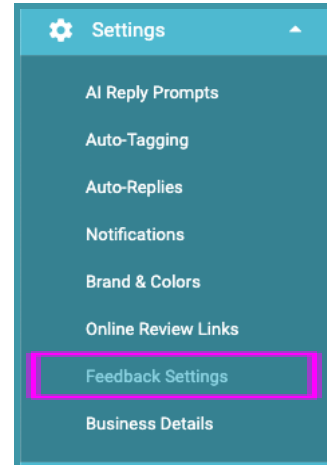 Settings
AI Reply Prompts
Auto-Tagging
Auto-Replies
Notifications
Brand & Colors
Online Review Links
Feedback Settings
Business Details